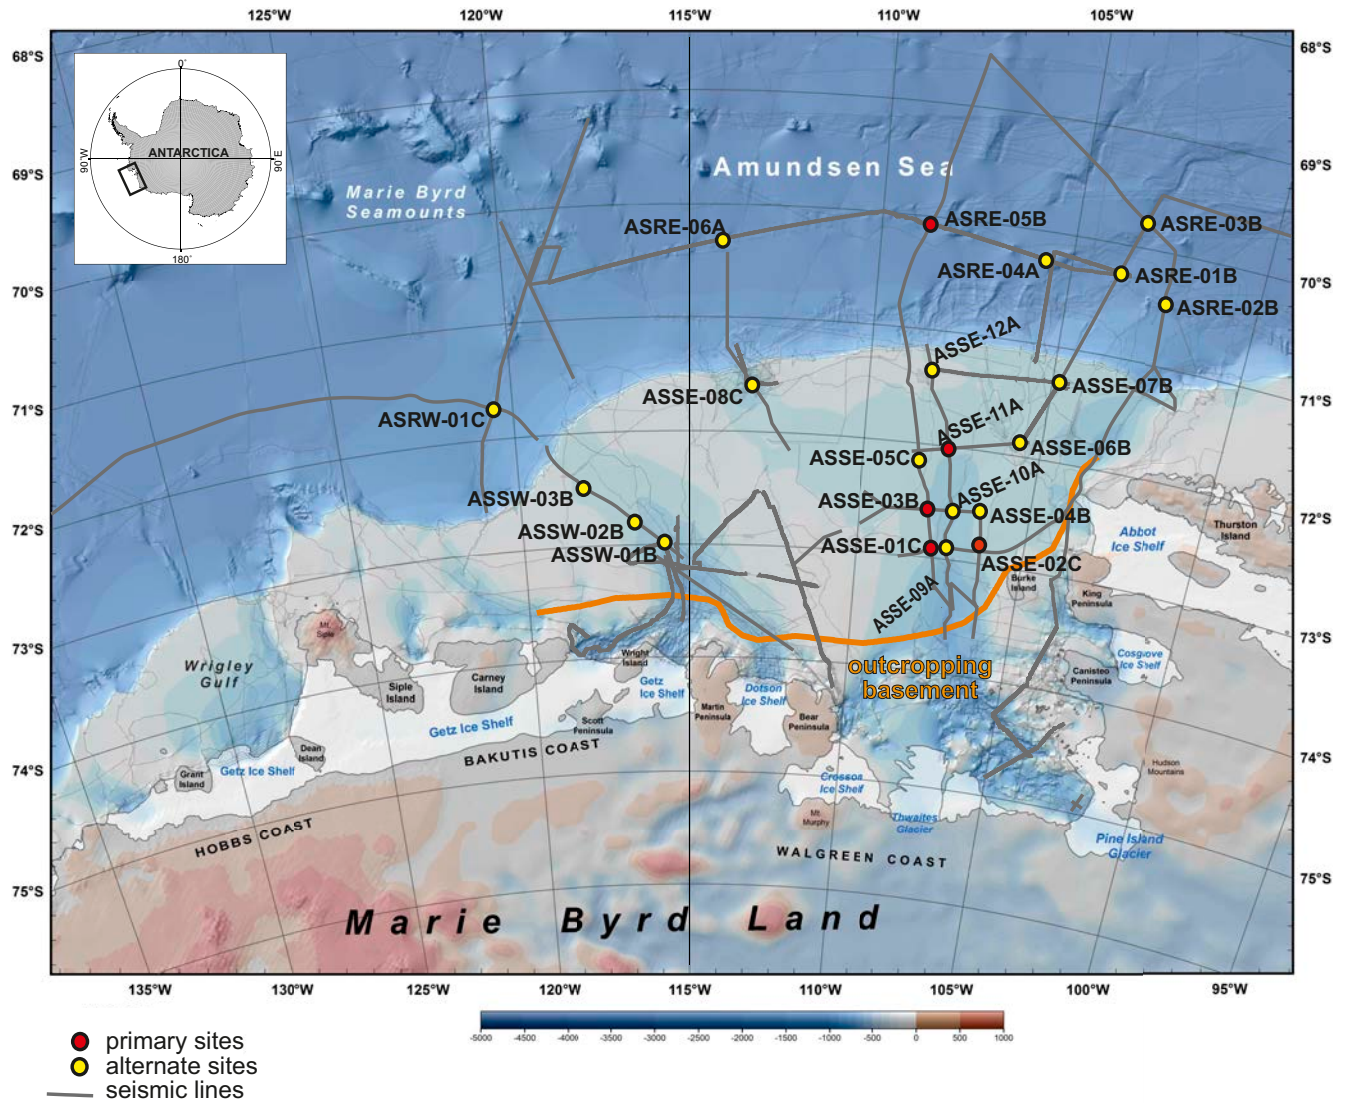 125°W
120°W
115°W
110°W
105°W
68°S
68°S
0°
90°W
ANTARCTICA
90°E
180°
Amundsen Sea
Marie Byrd
Seamounts
69°S
69°S
ASRE-06A
ASRE-05B
ASRE-03B
ASRE-04A
ASRE-01B
70°S
70°S
ASRE-02B
ASSE-12A
ASSE-07B
ASSE-08C
71°S
71°S
ASRW-01C
ASSE-11A
ASSE-06B
ASSE-05C
ASSE-10A
ASSW-03B
ASSE-03B
ASSE-04B
72°S
72°S
ASSW-02B
ASSW-01B
ASSE-01C
ASSE-02C
ASSE-09A
Abbot
Ice Shelf
Thurston
Island
Burke
Island
King
Peninsula
73°S
73°S
Mt.
Siple
Wrigley
Gulf
Siple
Island
Carney
Island
Wright
Island
Getz
Ice Shelf
Dotson
Ice Shelf
outcropping
basement
Cosgrove
Ice Shelf
Canisteo
Peninsula
Martin
Peninsula
Bear
Peninsula
Scott
Peninsula
Getz Ice Shelf
BAKUTIS COAST
Dean
Island
Getz Ice Shelf
Grant
Island
74°S
74°S
Hudson
Mountains
Crosson
Ice Shelf
Mt.
Murphy
Thwaites
Glacier
Pine Island
Glacier
HOBBS COAST
WALGREEN COAST
75°S
75°S
Marie Byrd Land
135°W
130°W
125°W
120°W
115°W
110°W
105°W
100°W
95°W
-5000
-4500
-4000
-3500
-3000
-2500
-2000
-1500
-1000
-500
0
500
1000
primary sites
alternate sites
seismic lines